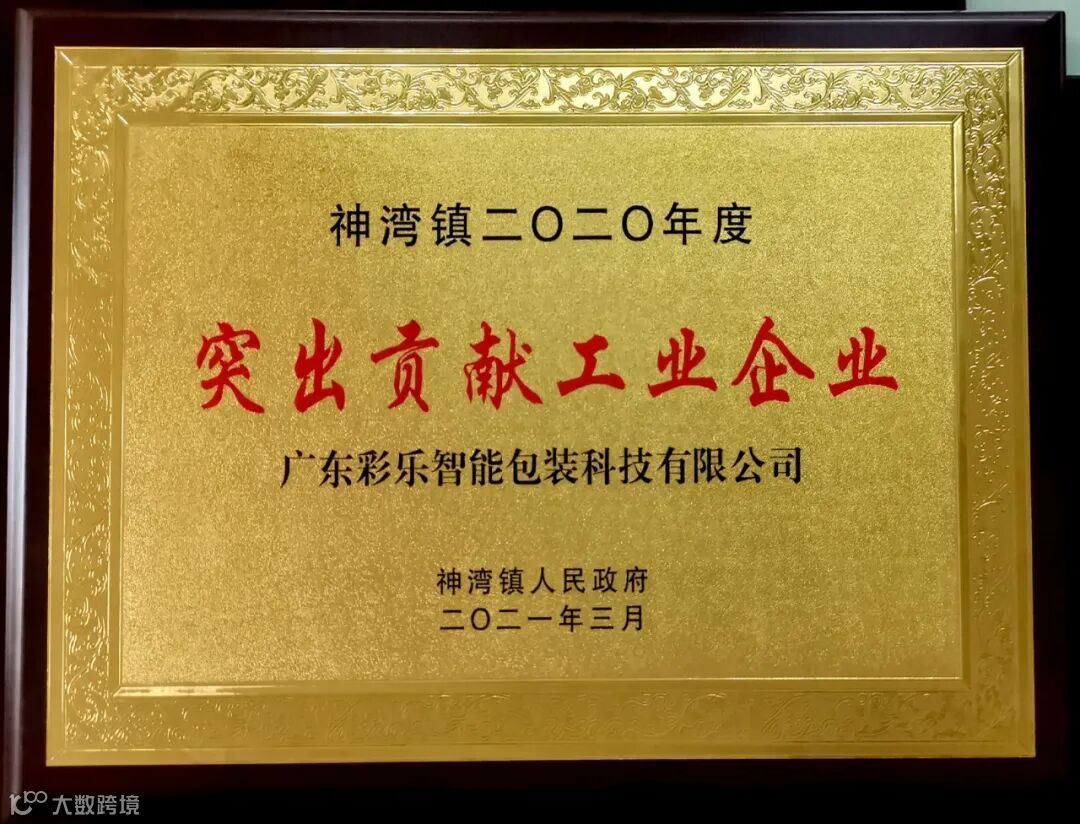 神湾镇二〇二〇年度
突出贡献工业企业
广东彩乐智能包装科技有限公司
神湾镇人民政府
二〇二一年三月
大数跨境